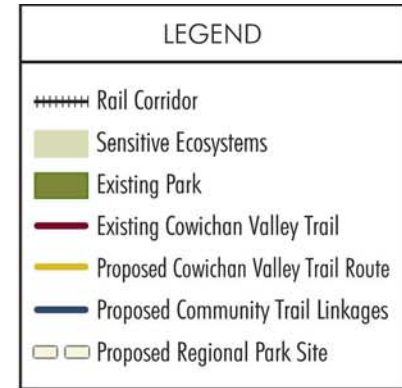 LEGEND
Rail Corridor
Sensitive Ecosystems
Existing Park
Existing Cowichan Valley Trail
Proposed Cowichan Valley Trail Route
Proposed Community Trail Linkages
Proposed Regional Park Site